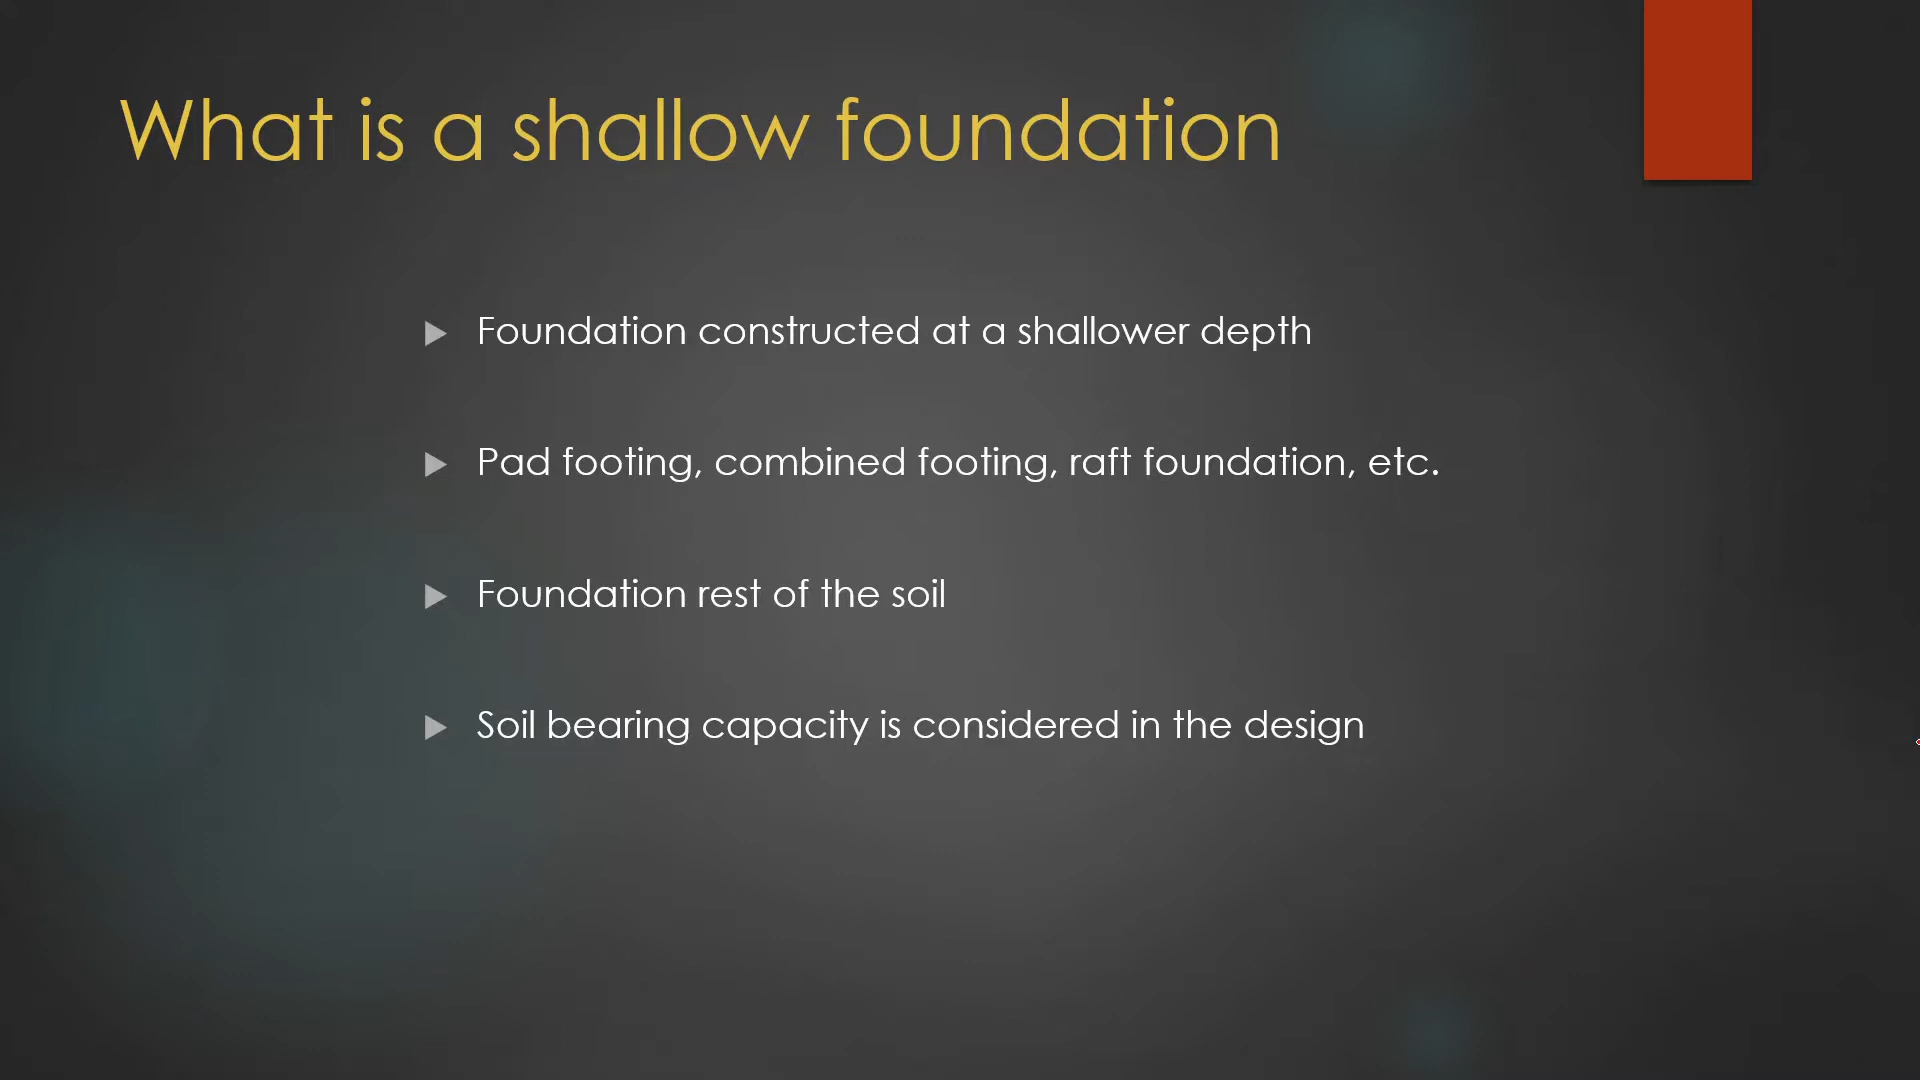 What is a shallow foundation
Foundation constructed at a shallower depth
Pad footing, combined footing, raft foundation, etc.
Foundation rest of the soil
Soil bearing capacity is considered in the design